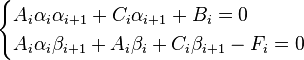 A_i α_i α_{i+1} + C_i α_{i+1} + B_i = 0
A_i α_i β_{i+1} + A_i β_i + C_i β_{i+1} − F_i = 0